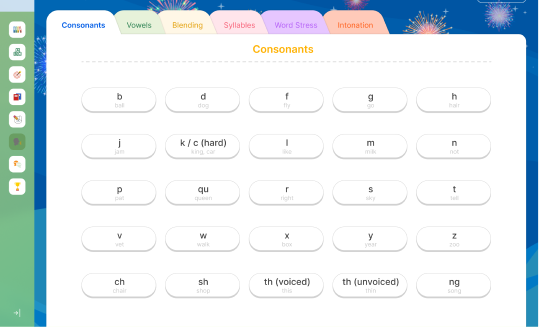 Consonants
Vowels
Blending
Syllables
Word Stress
Intonation
Consonants
b
ball
d
dog
f
fly
g
go
h
hair
j
jam
k / c (hard)
king, car
l
like
m
milk
n
not
p
pet
qu
queen
r
right
s
sky
t
tell
v
van
w
walk
x
box
y
year
z
zoo
ch
chair
sh
shop
th (voiced)
this
th (unvoiced)
thin
ng
song